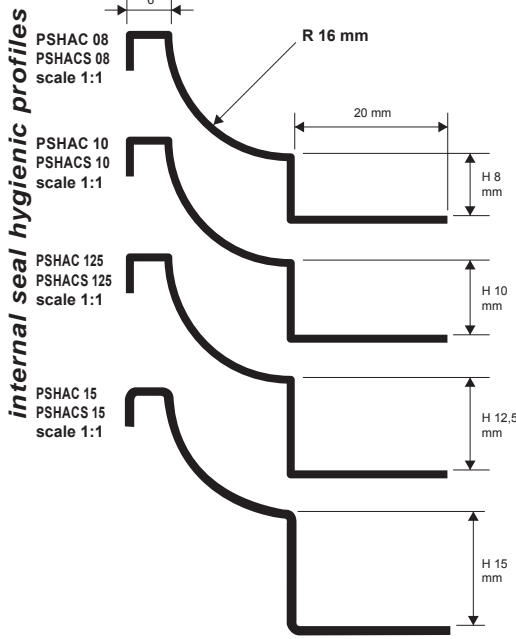 internal seal hygienic profiles
6
PSHAC 08
PSHACS 08
scale 1:1
R 16 mm
20 mm
H 8
mm
PSHAC 10
PSHACS 10
scale 1:1
H 10
mm
PSHAC 125
PSHACS 125
scale 1:1
H 12,5
mm
PSHAC 15
PSHACS 15
scale 1:1
H 15
mm